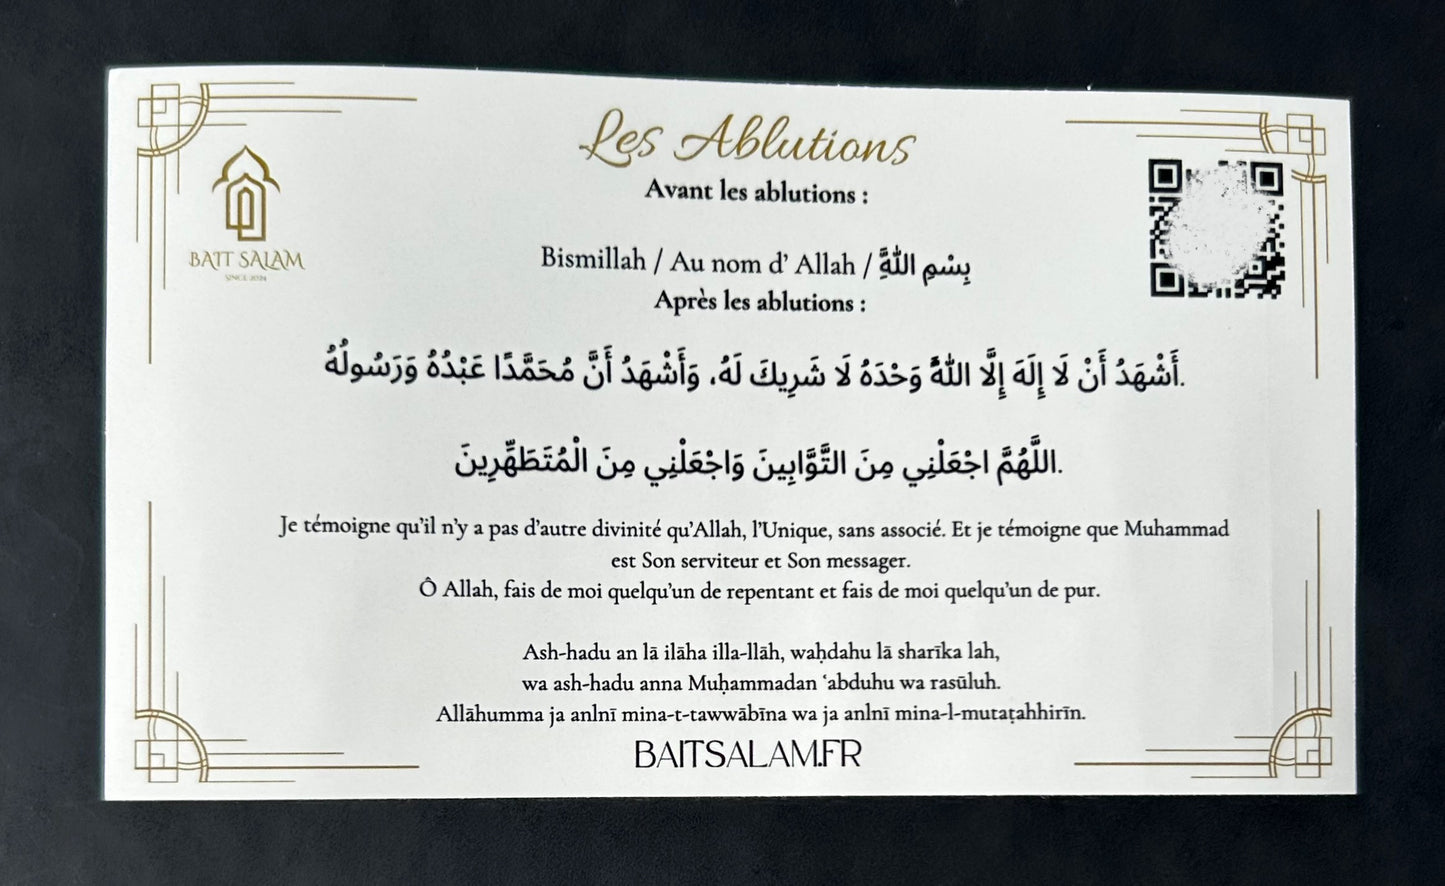 Les Ablutions
BAIT SALAM
SINCE 2024
Avant les ablutions :
Bismillah / Au nom d’ Allah / بِسْمِ اللَّهِ
Après les ablutions :
أَشْهَدُ أَنْ لَا إِلَهَ إِلَّا اللَّهُ وَحْدَهُ لَا شَرِيكَ لَهُ، وَأَشْهَدُ أَنَّ مُحَمَّدًا عَبْدُهُ وَرَسُولُهُ.
اللَّهُمَّ اجْعَلْنِي مِنَ التَّوَّابِينَ وَاجْعَلْنِي مِنَ الْمُتَطَهِّرِينَ.
Je témoigne qu’il n’y a pas d’autre divinité qu’Allah, l’Unique, sans associé. Et je témoigne que Muhammad
est Son serviteur et Son messager.
Ô Allah, fais de moi quelqu’un de repentant et fais de moi quelqu’un de pur.
Ash-hadu an lā ilāha illa-llāh, waḥdahu lā sharīka lah,
wa ash-hadu anna Muḥammadan ʿabduhu wa rasūluh.
Allāhumma ja anlnī mina-t-tawwābīna wa ja anlnī mina-l-mutaṭahhirīn.
BAITSALAM.FR